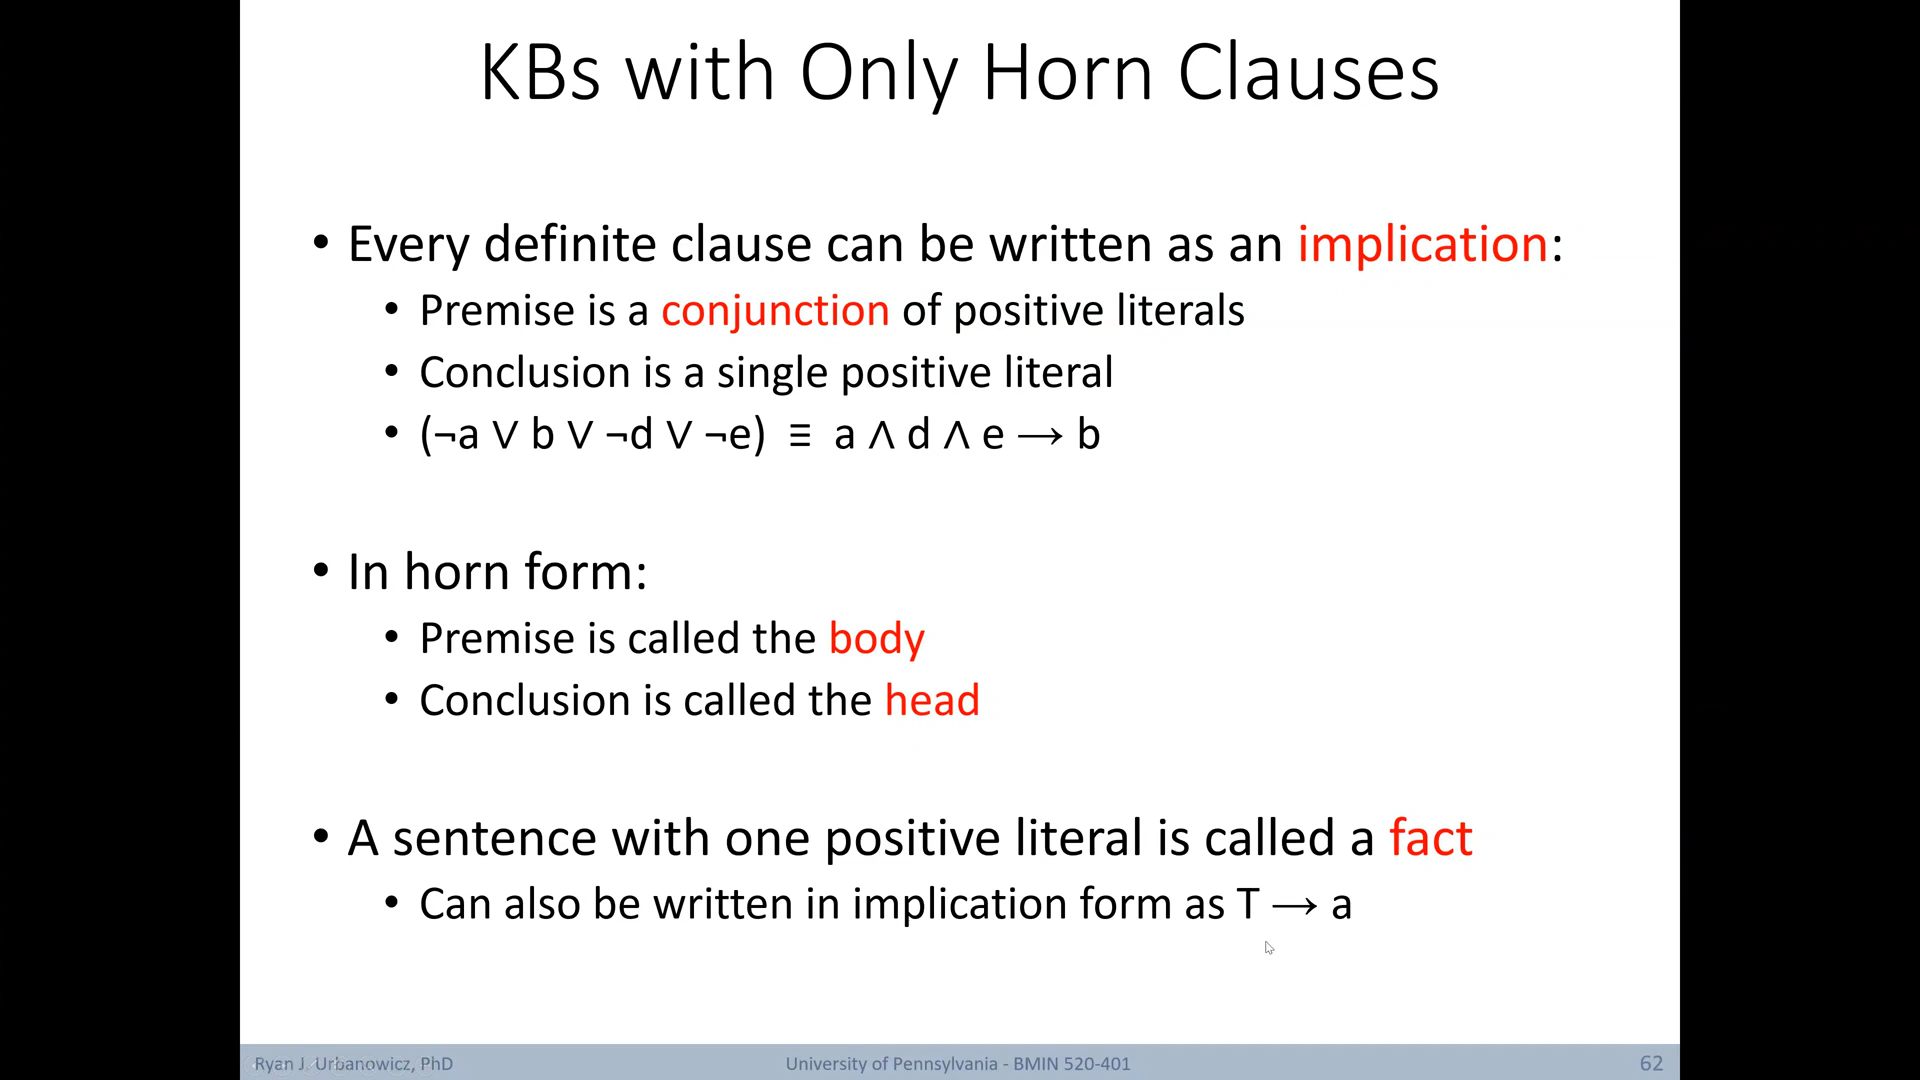 KBs with Only Horn Clauses
• Every definite clause can be written as an implication:
• Premise is a conjunction of positive literals
• Conclusion is a single positive literal
• (¬a ∨ b ∨ ¬d ∨ ¬e) ≡ a ∧ d ∧ e → b
• In horn form:
• Premise is called the body
• Conclusion is called the head
• A sentence with one positive literal is called a fact
• Can also be written in implication form as T → a
Ryan J. Urbanowicz, PhD
University of Pennsylvania - BMIN 520-401
62